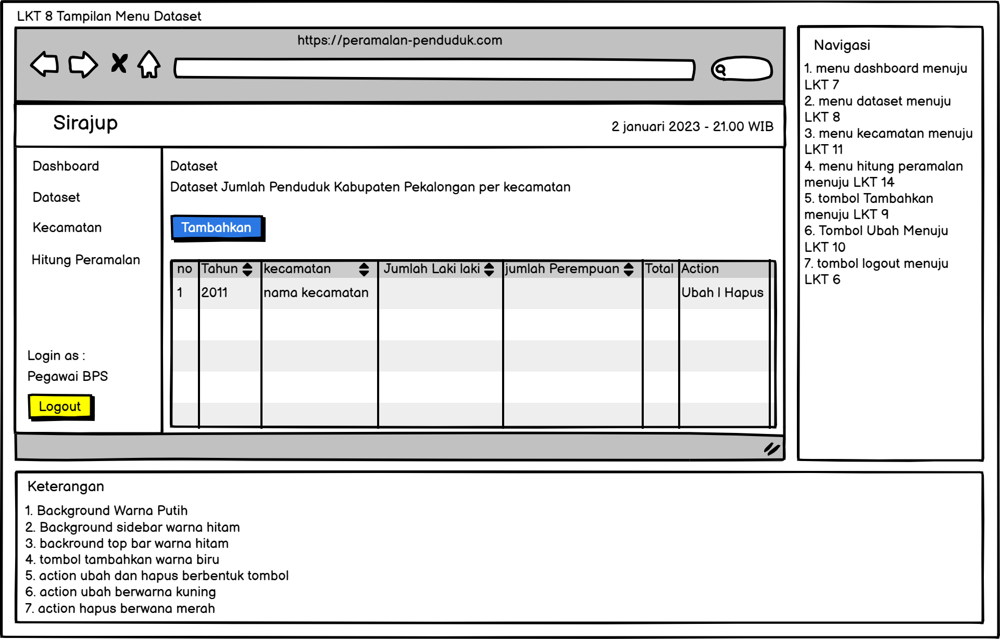 LKT 8 Tampilan Menu Dataset
https://peramalan-penduduk.com
Sirajup
2 januari 2023 - 21.00 WIB
Dashboard
Dataset
Kecamatan
Hitung Peramalan
Login as :
Pegawai BPS
Logout
Dataset
Dataset Jumlah Penduduk Kabupaten Pekalongan per kecamatan
Tambahkan
no Tahun kecamatan Jumlah Laki laki jumlah Perempuan Total Action
1 2011 nama kecamatan Ubah | Hapus
Navigasi
1. menu dashboard menuju
LKT 7
2. menu dataset menuju
LKT 8
3. menu kecamatan menuju
LKT 11
4. menu hitung peramalan
menuju LKT 14
5. tombol Tambahkan
menuju LKT 9
6. Tombol Ubah Menuju
LKT 10
7. tombol logout menuju
LKT 6
Keterangan
1. Background Warna Putih
2. Background sidebar warna hitam
3. backround top bar warna hitam
4. tombol tambahkan warna biru
5. action ubah dan hapus berbentuk tombol
6. action ubah berwarna kuning
7. action hapus berwana merah